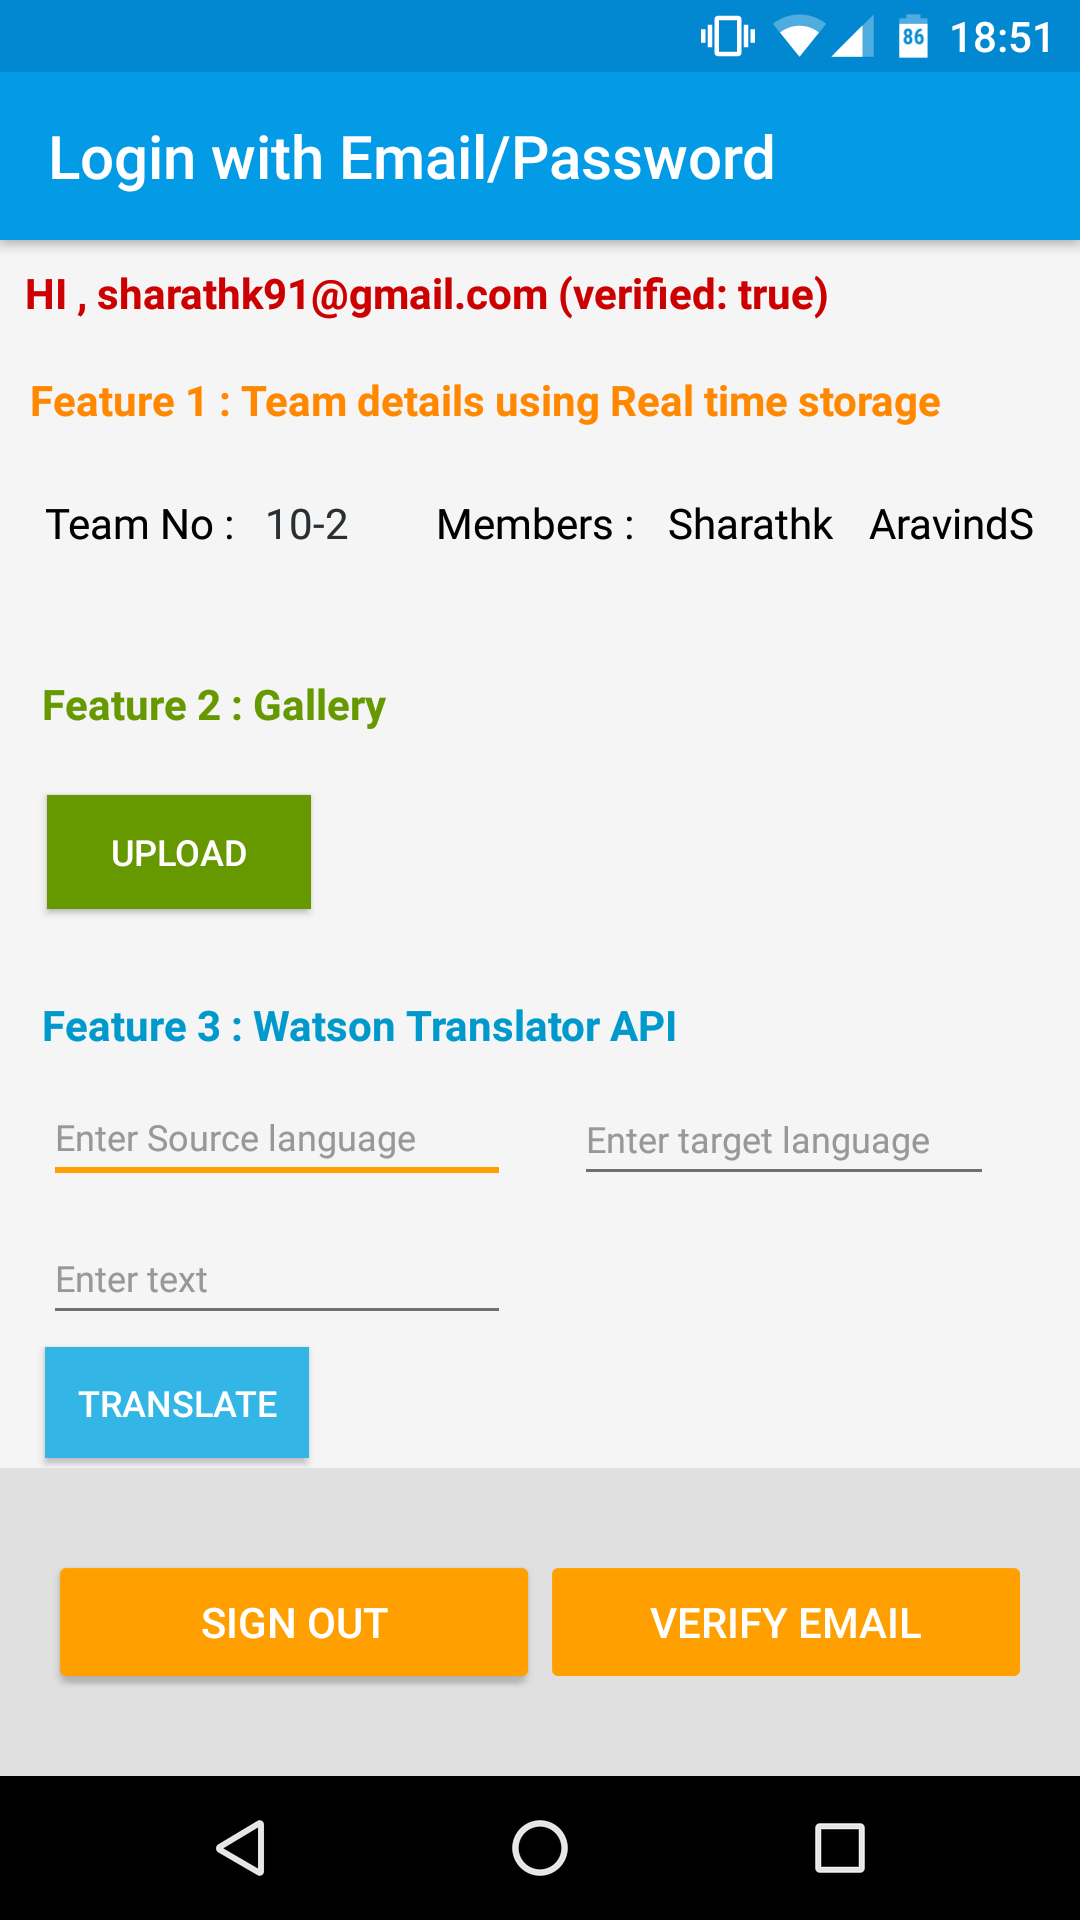 86 18:51
Login with Email/Password
HI , sharathk91@gmail.com (verified: true)
Feature 1 : Team details using Real time storage
Team No : 10-2 Members : Sharathk AravindS
Feature 2 : Gallery
UPLOAD
Feature 3 : Watson Translator API
Enter Source language Enter target language
Enter text
TRANSLATE
SIGN OUT VERIFY EMAIL